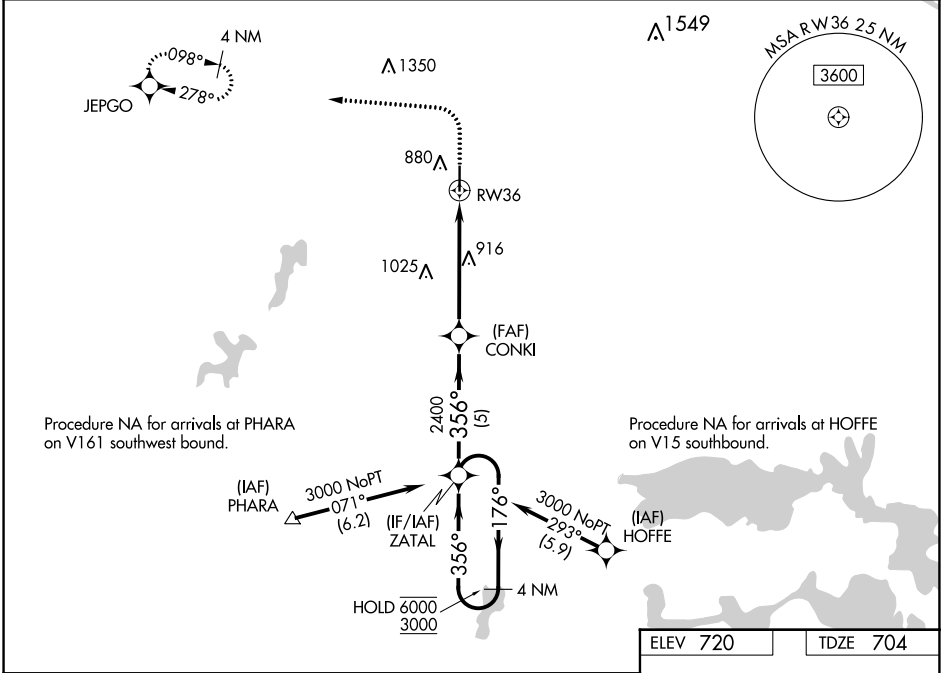 4 NM
098°
278°
JEPGO
1350
1549
MSA RW36 25 NM
3600
880
RW36
916
1025
(FAF)
CONKI
2400
356°
(5)
Procedure NA for arrivals at PHARA
on V161 southwest bound.
Procedure NA for arrivals at HOFFE
on V15 southbound.
(IAF)
PHARA
3000 NoPT
071°
(6.2)
(IF/IAF)
ZATAL
356°
176°
3000 NoPT
293°
(5.9)
(IAF)
HOFFE
4 NM
HOLD 6000
3000
ELEV 720
TDZE 704